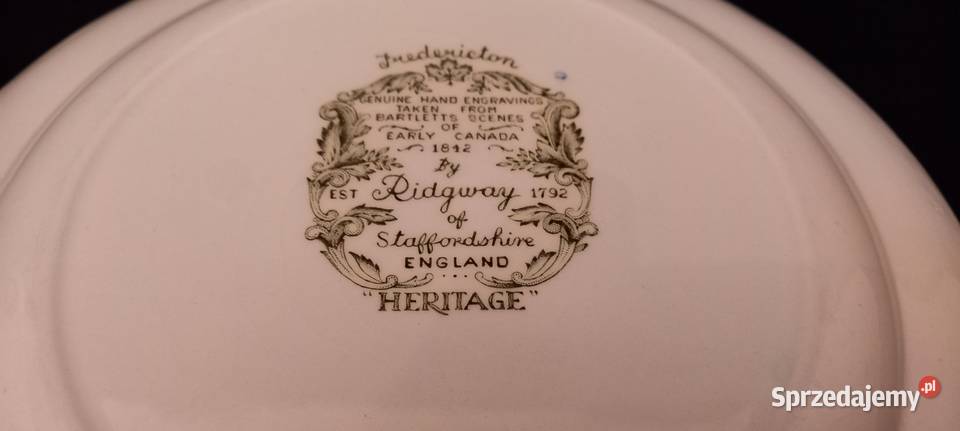 Fredericton
GENUINE HAND ENGRAVINGS
TAKEN FROM
BARTLETTS SCENES
OF
EARLY CANADA
1842
By
EST Ridgway 1792
of
Staffordshire
ENGLAND
"HERITAGE"
Sprzedajemy.pl